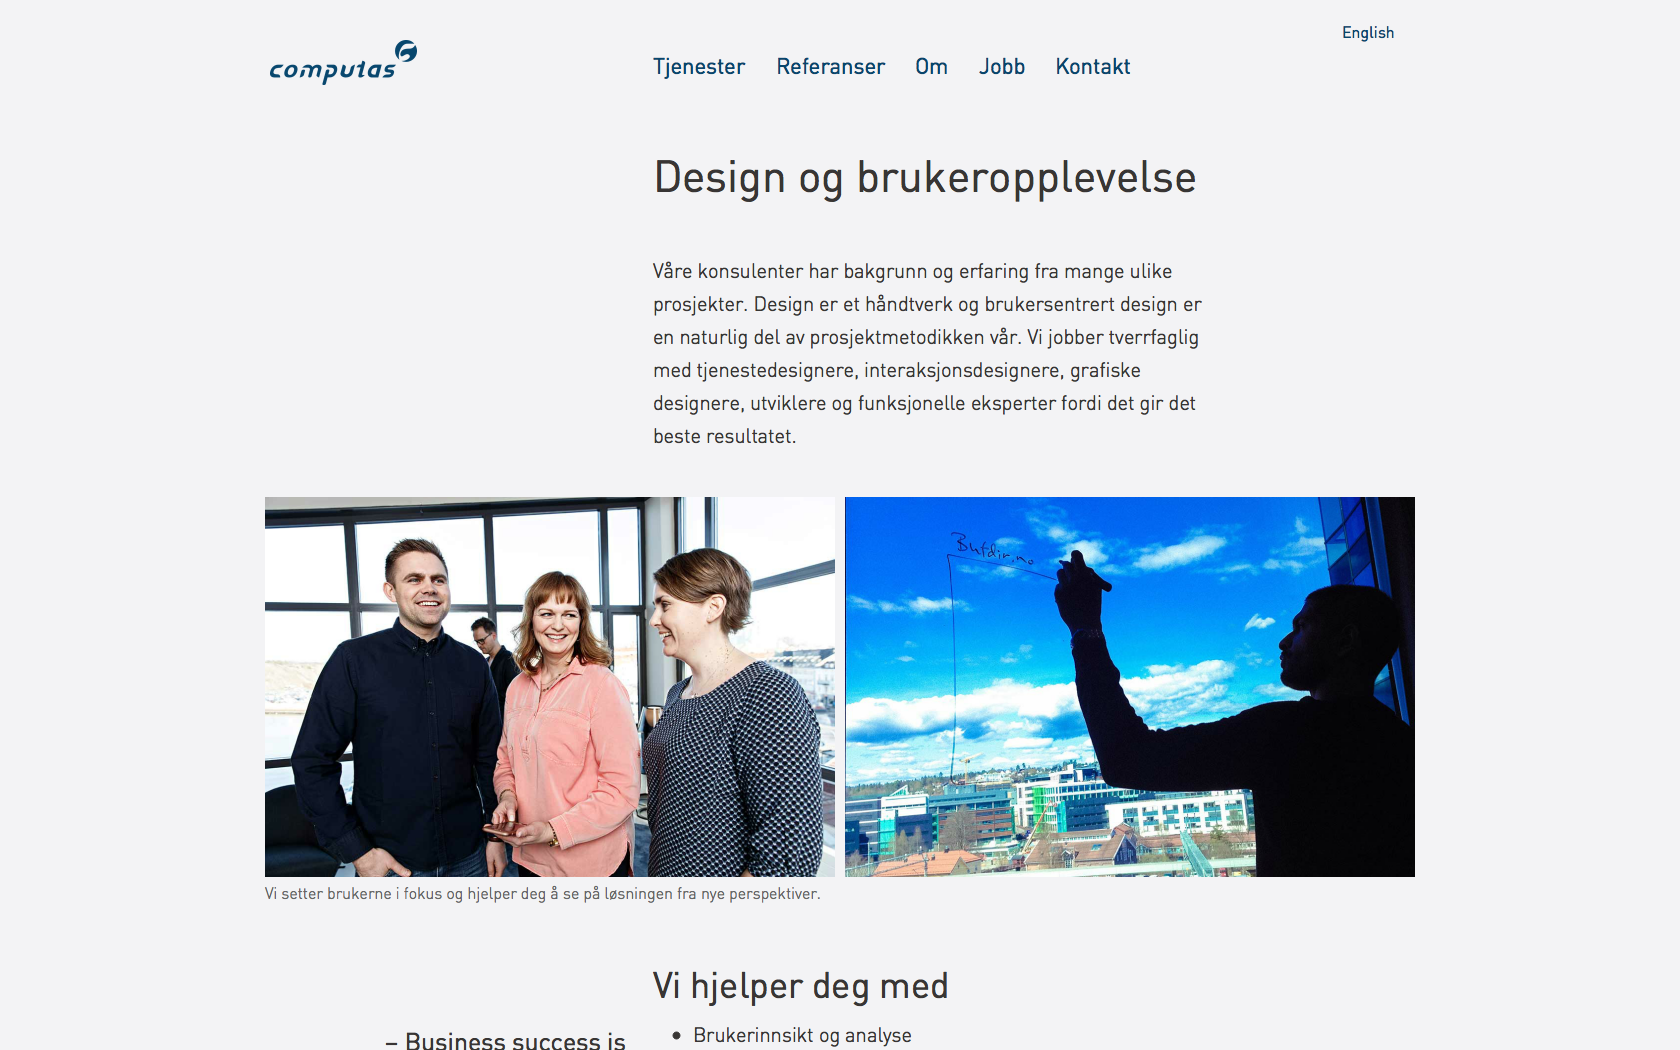 English
computas
Tjenester Referanser Om Jobb Kontakt
Design og brukeropplevelse
Våre konsulenter har bakgrunn og erfaring fra mange ulike
prosjekter. Design er et håndtverk og brukersentrert design er
en naturlig del av prosjektmetodikken vår. Vi jobber tverrfaglig
med tjenestedesignere, interaksjonsdesignere, grafiske
designere, utviklere og funksjonelle eksperter fordi det gir det
beste resultatet.
Bufdir.no
Vi setter brukerne i fokus og hjelper deg å se på løsningen fra nye perspektiver.
Vi hjelper deg med
– Business success is
• Brukerinnsikt og analyse